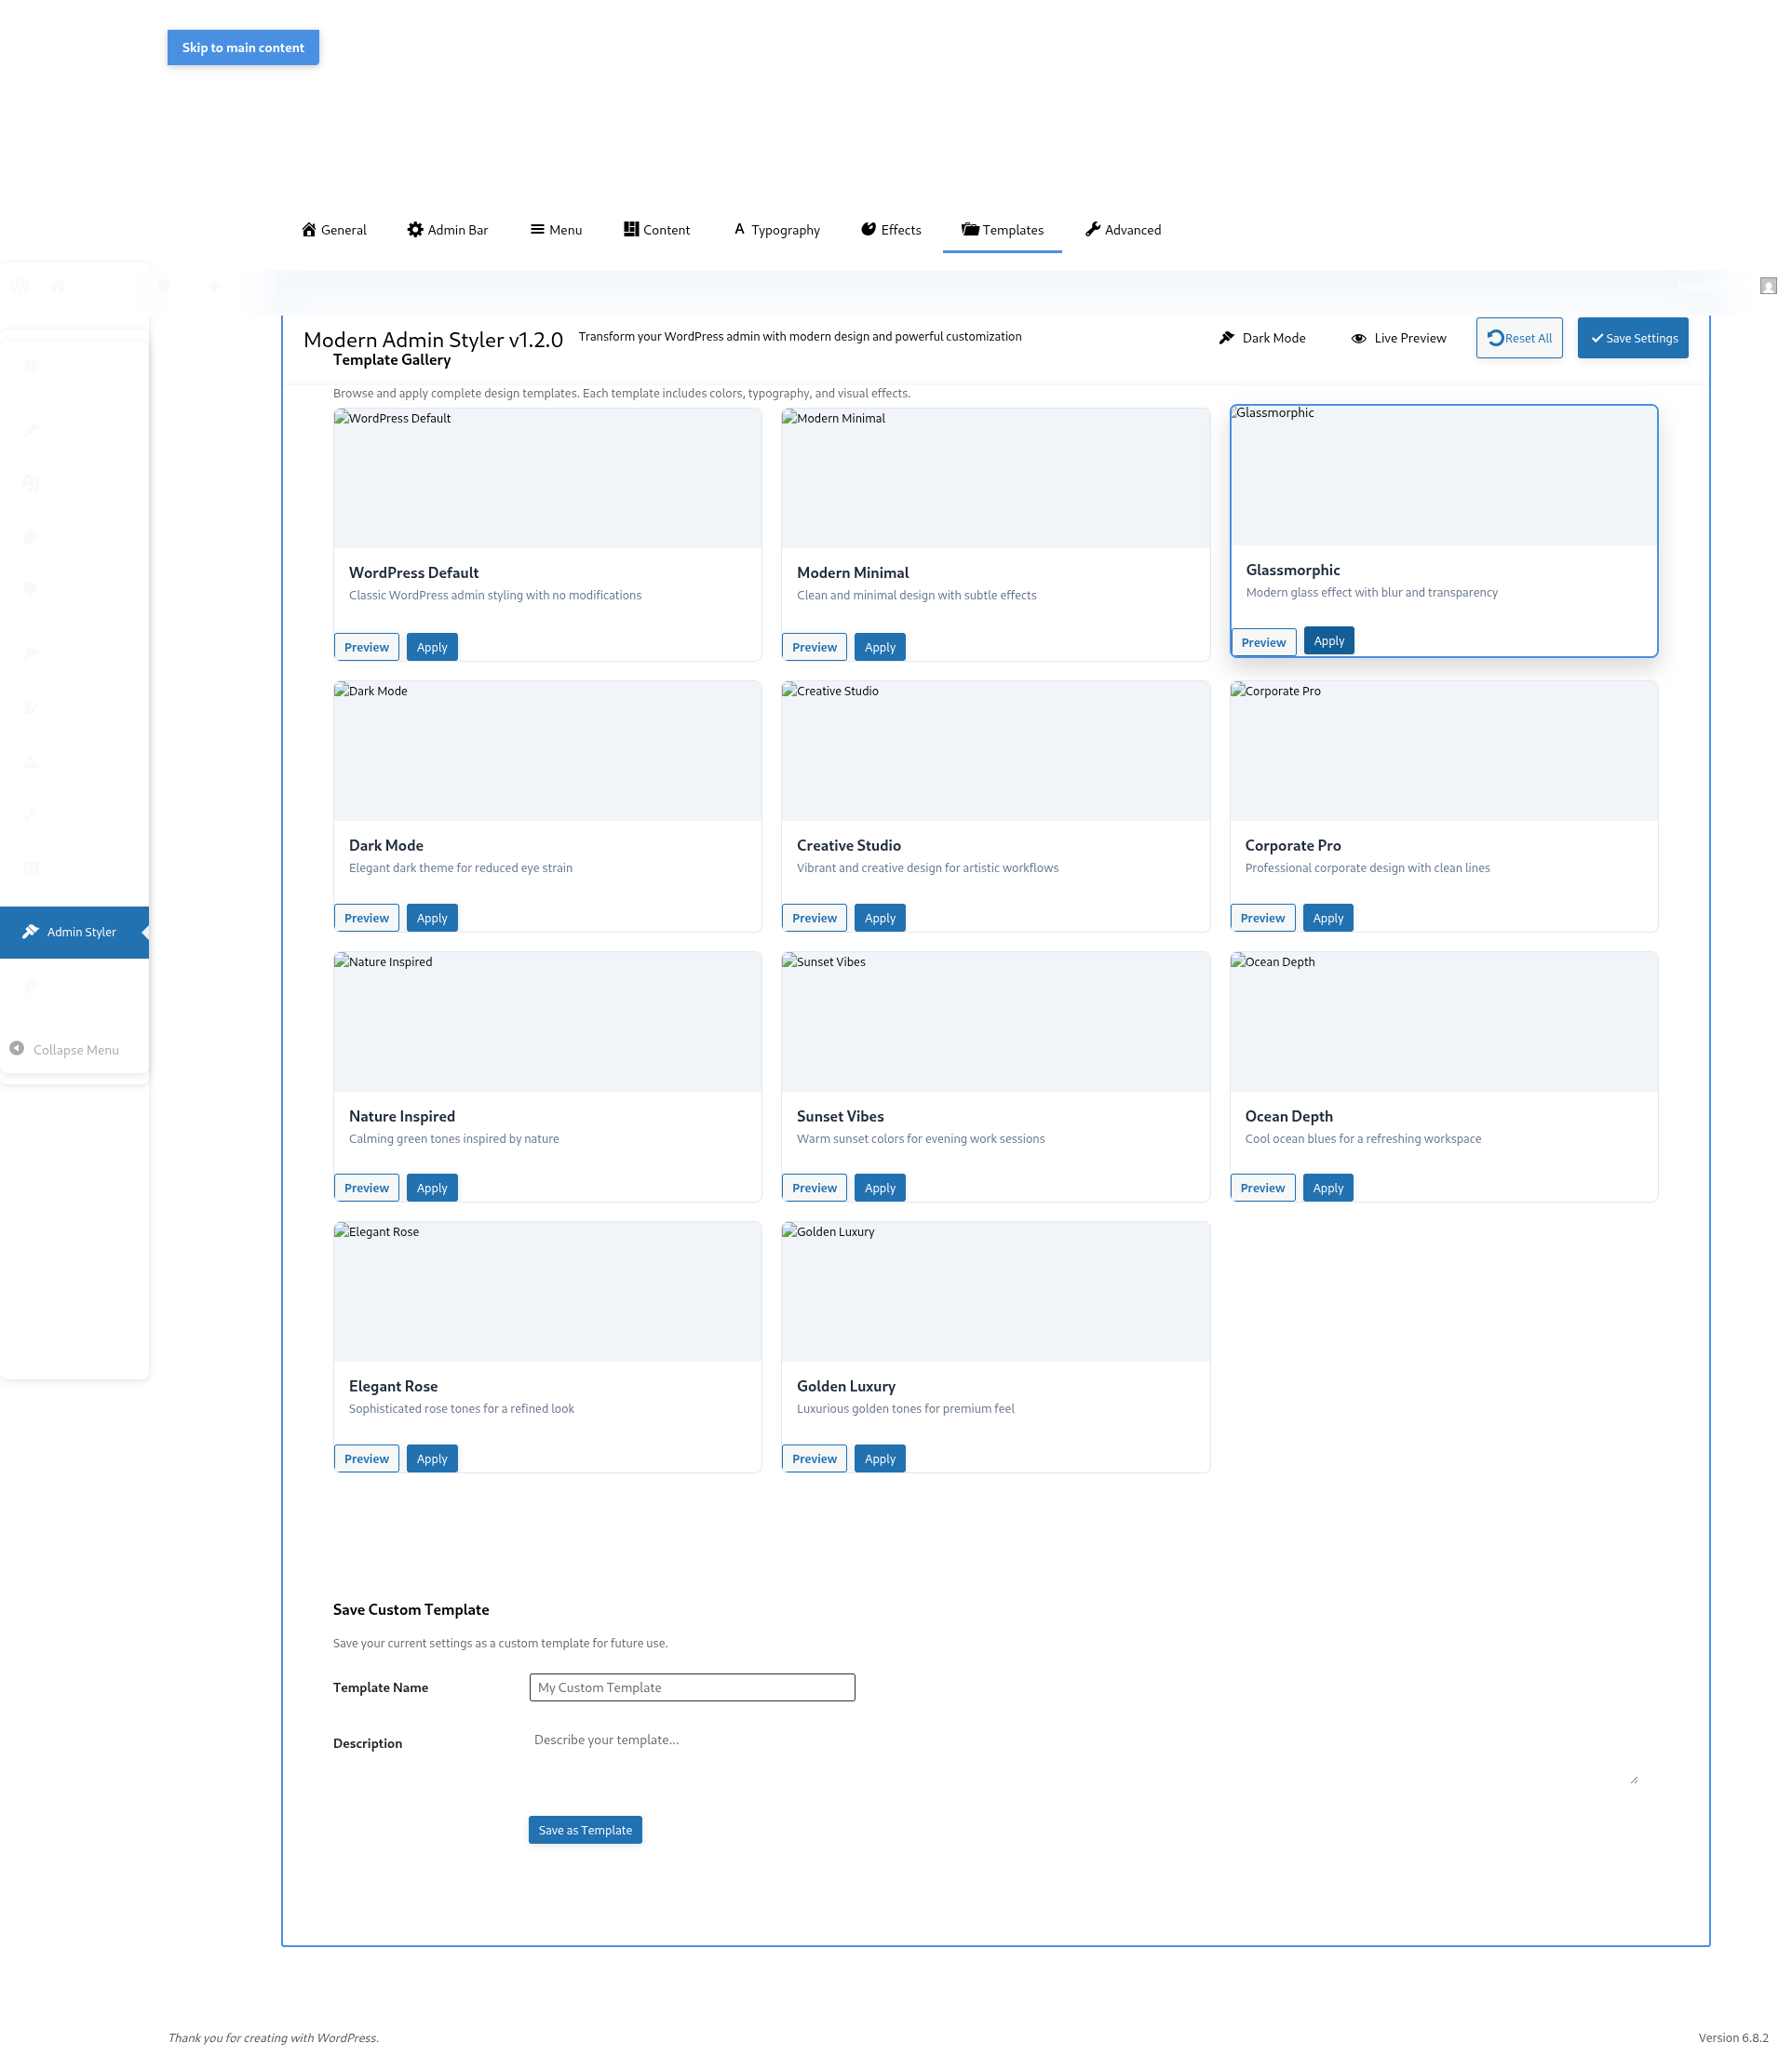 Skip to main content
General Admin Bar Menu Content Typography Effects Templates Advanced
Modern Admin Styler v1.2.0 Transform your WordPress admin with modern design and powerful customization Dark Mode Live Preview Reset All Save Settings
Template Gallery
Browse and apply complete design templates. Each template includes colors, typography, and visual effects.
WordPress Default Modern Minimal Glassmorphic
WordPress Default Modern Minimal Glassmorphic
Classic WordPress admin styling with no modifications Clean and minimal design with subtle effects Modern glass effect with blur and transparency
Preview Apply Preview Apply Preview Apply
Dark Mode Creative Studio Corporate Pro
Dark Mode Creative Studio Corporate Pro
Elegant dark theme for reduced eye strain Vibrant and creative design for artistic workflows Professional corporate design with clean lines
Preview Apply Preview Apply Preview Apply
Admin Styler
Nature Inspired Sunset Vibes Ocean Depth
Collapse Menu
Nature Inspired Sunset Vibes Ocean Depth
Calming green tones inspired by nature Warm sunset colors for evening work sessions Cool ocean blues for a refreshing workspace
Preview Apply Preview Apply Preview Apply
Elegant Rose Golden Luxury
Elegant Rose Golden Luxury
Sophisticated rose tones for a refined look Luxurious golden tones for premium feel
Preview Apply Preview Apply
Save Custom Template
Save your current settings as a custom template for future use.
Template Name My Custom Template
Description Describe your template...
Save as Template
Thank you for creating with WordPress. Version 6.8.2